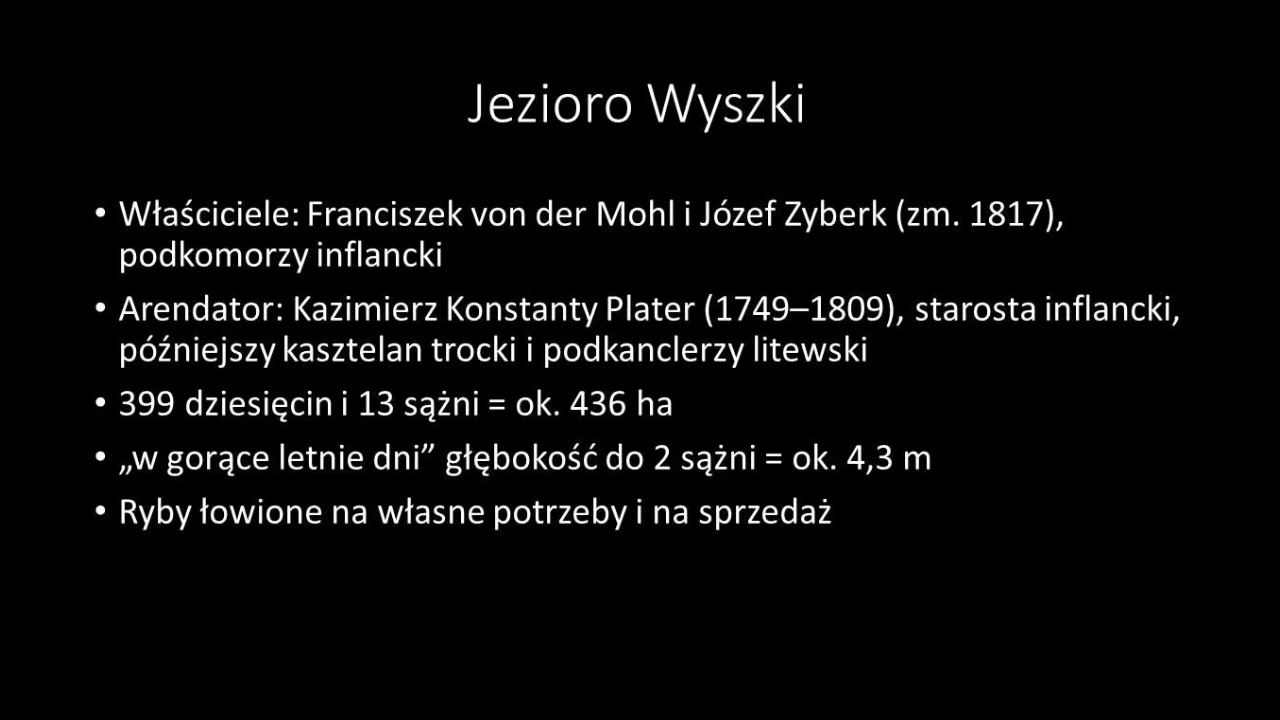 Jezioro Wyszki
• Właściciele: Franciszek von der Mohl i Józef Zyberk (zm. 1817),
podkomorzy inflancki
• Arendator: Kazimierz Konstanty Plater (1749–1809), starosta inflancki,
późniejszy kasztelan trocki i podkanclerzy litewski
• 399 dziesięcin i 13 sążni = ok. 436 ha
• „w gorące letnie dni” głębokość do 2 sążni = ok. 4,3 m
• Ryby łowione na własne potrzeby i na sprzedaż